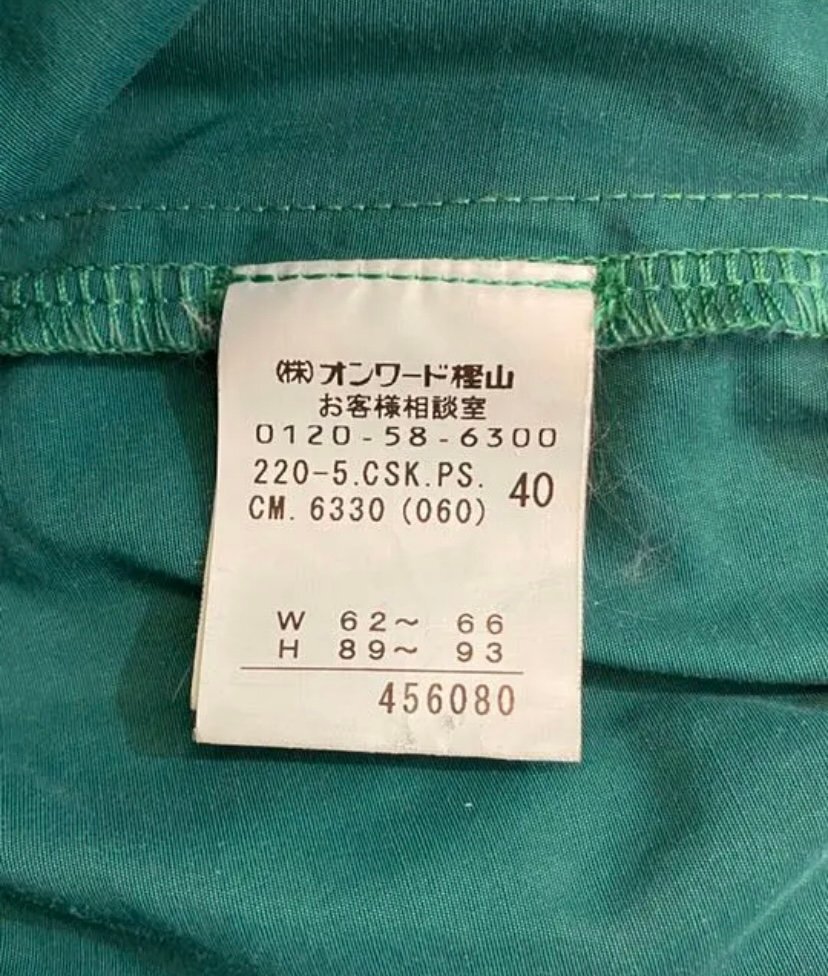 (株)オンワード樫山
お客様相談室
0120-58-6300
220-5.CSK.PS. 40
CM. 6330 (060)
W 62〜 66
H 89〜 93
456080